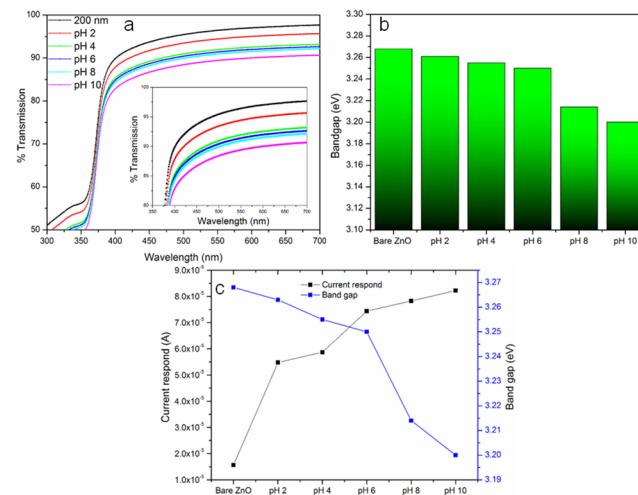 a
200 nm
pH 2
pH 4
pH 6
pH 8
pH 10
100
95
90
85
80
75
70
65
60
55
50
% Transmission
300
350
400
450
500
550
600
650
700
Wavelength (nm)
100
95
90
85
80
% Transmission
350
400
450
500
550
600
650
700
Wavelength (nm)
b
3.30
3.28
3.26
3.24
3.22
3.20
3.18
3.16
3.14
3.12
3.10
Bandgap (eV)
Bare ZnO
pH 2
pH 4
pH 6
pH 8
pH 10
C
Current respond
Band gap
9.0x10⁻⁵
8.0x10⁻⁵
7.0x10⁻⁵
6.0x10⁻⁵
5.0x10⁻⁵
4.0x10⁻⁵
3.0x10⁻⁵
2.0x10⁻⁵
1.0x10⁻⁵
Current respond (A)
3.27
3.26
3.25
3.24
3.23
3.22
3.21
3.20
3.19
Band gap (eV)
Bare ZnO
pH 2
pH 4
pH 6
pH 8
pH 10